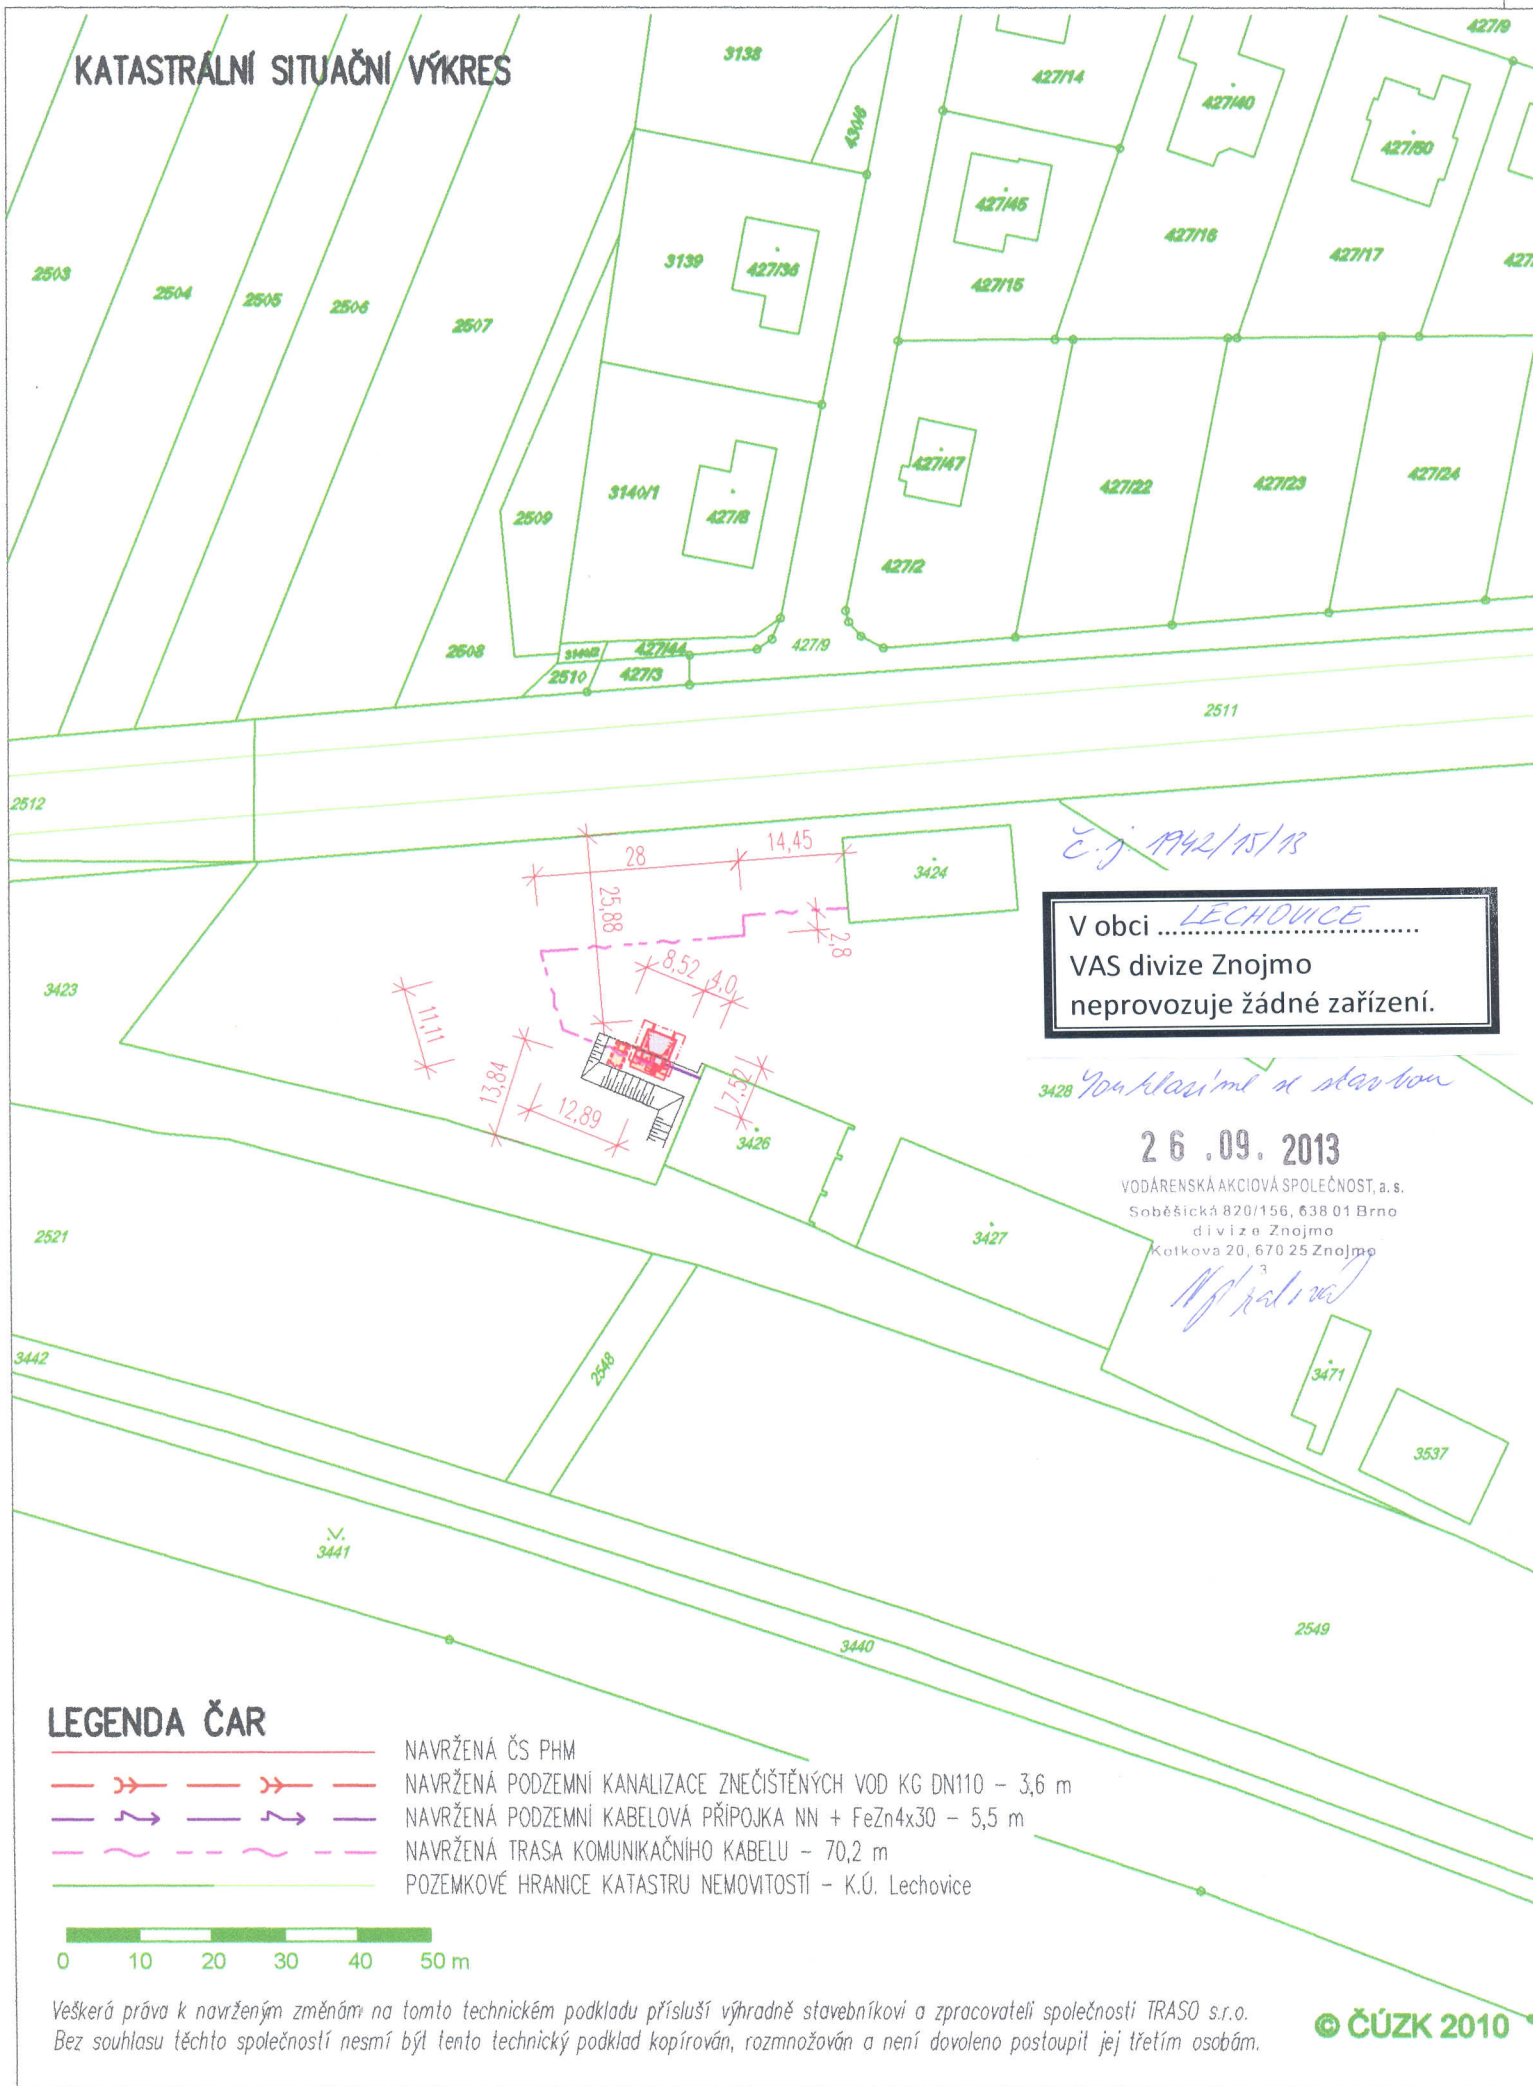 KATASTRÁLNÍ SITUAČNÍ VÝKRES
3138
430/6
427/14
427/40
427/9
427/50
427/45
427/16
427/17
427/15
3139
427/36
2503
2504
2505
2506
2507
427/47
3140/1
427/8
2509
427/22
427/23
427/24
427/2
2508
3140/2
427/44
427/9
2510
427/3
2511
2512
28
14,45
25,88
3424
2,8
8,52
4,0
3423
11,11
13,84
12,89
7,52
3426
č.j. 1942/15/13
V obci LECHOVICE
VAS divize Znojmo
neprovozuje žádné zařízení.
3428
Souhlasíme se stavbou
26.09.2013
VODÁRENSKÁ AKCIOVÁ SPOLEČNOST, a.s.
Soběšická 820/156, 638 01 Brno
divize Znojmo
Kotkova 20, 670 25 Znojmo
3
3427
2521
3442
2548
3471
3537
3441
3440
2549
LEGENDA ČAR
NAVRŽENÁ ČS PHM
NAVRŽENÁ PODZEMNÍ KANALIZACE ZNEČIŠTĚNÝCH VOD KG DN110 – 3,6 m
NAVRŽENÁ PODZEMNÍ KABELOVÁ PŘÍPOJKA NN + FeZn4x30 – 5,5 m
NAVRŽENÁ TRASA KOMUNIKAČNÍHO KABELU – 70,2 m
POZEMKOVÉ HRANICE KATASTRU NEMOVITOSTÍ – K.Ú. Lechovice
0 10 20 30 40 50 m
Veškerá práva k navrženým změnám na tomto technickém podkladu přísluší výhradně stavebníkovi a zpracovateli společnosti TRASO s.r.o.
Bez souhlasu těchto společností nesmí být tento technický podklad kopírován, rozmnožován a není dovoleno postoupit jej třetím osobám.
© ČÚZK 2010